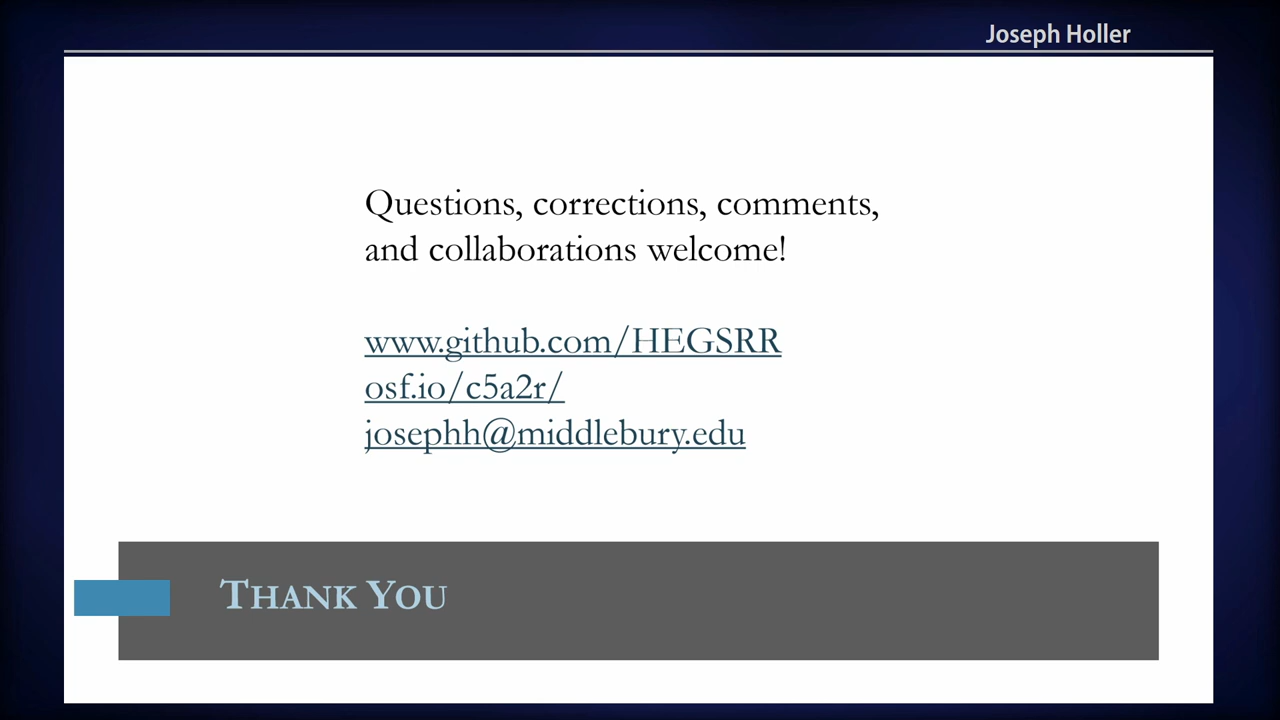 Joseph Holler
Questions, corrections, comments,
and collaborations welcome!
www.github.com/HEGSRR
osf.io/c5a2r/
josephh@middlebury.edu
THANK YOU